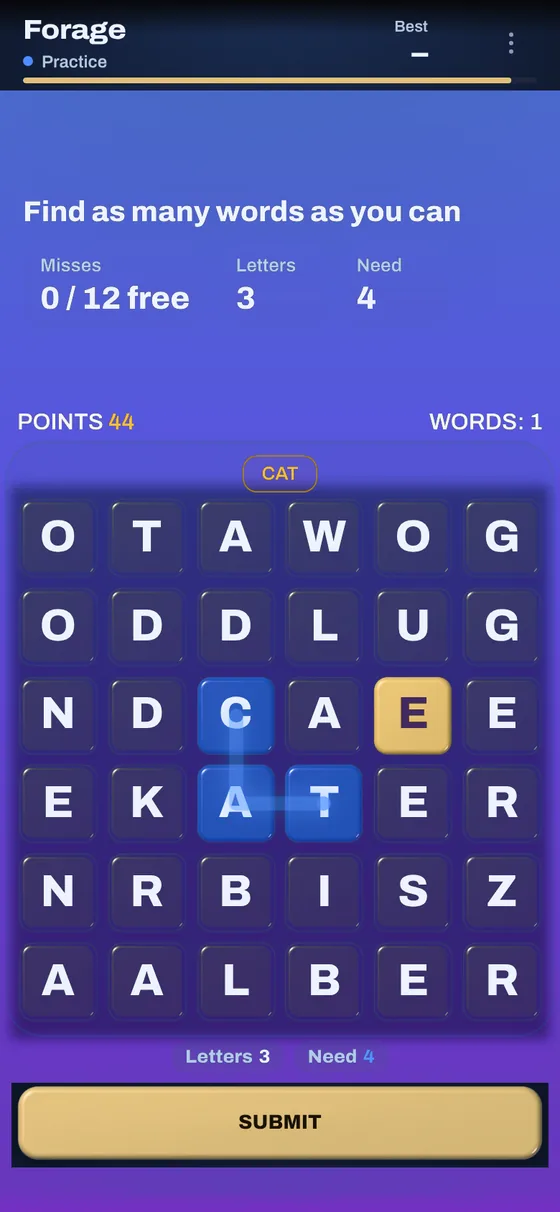 Forage
Best
Practice
–
Find as many words as you can
Misses Letters Need
0 / 12 free 3 4
POINTS 44 WORDS: 1
CAT
O T A W O G
O D D L U G
N D C A E E
E K A T E R
N R B I S Z
A A L B E R
Letters 3 Need 4
SUBMIT